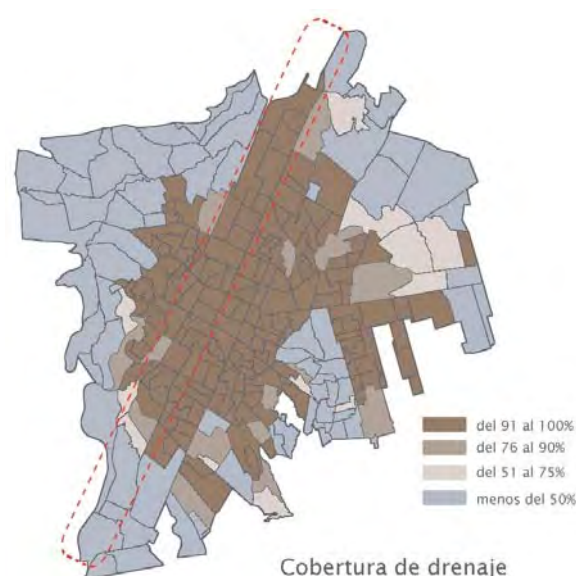 del 91 al 100%
del 76 al 90%
del 51 al 75%
menos del 50%
Cobertura de drenaje